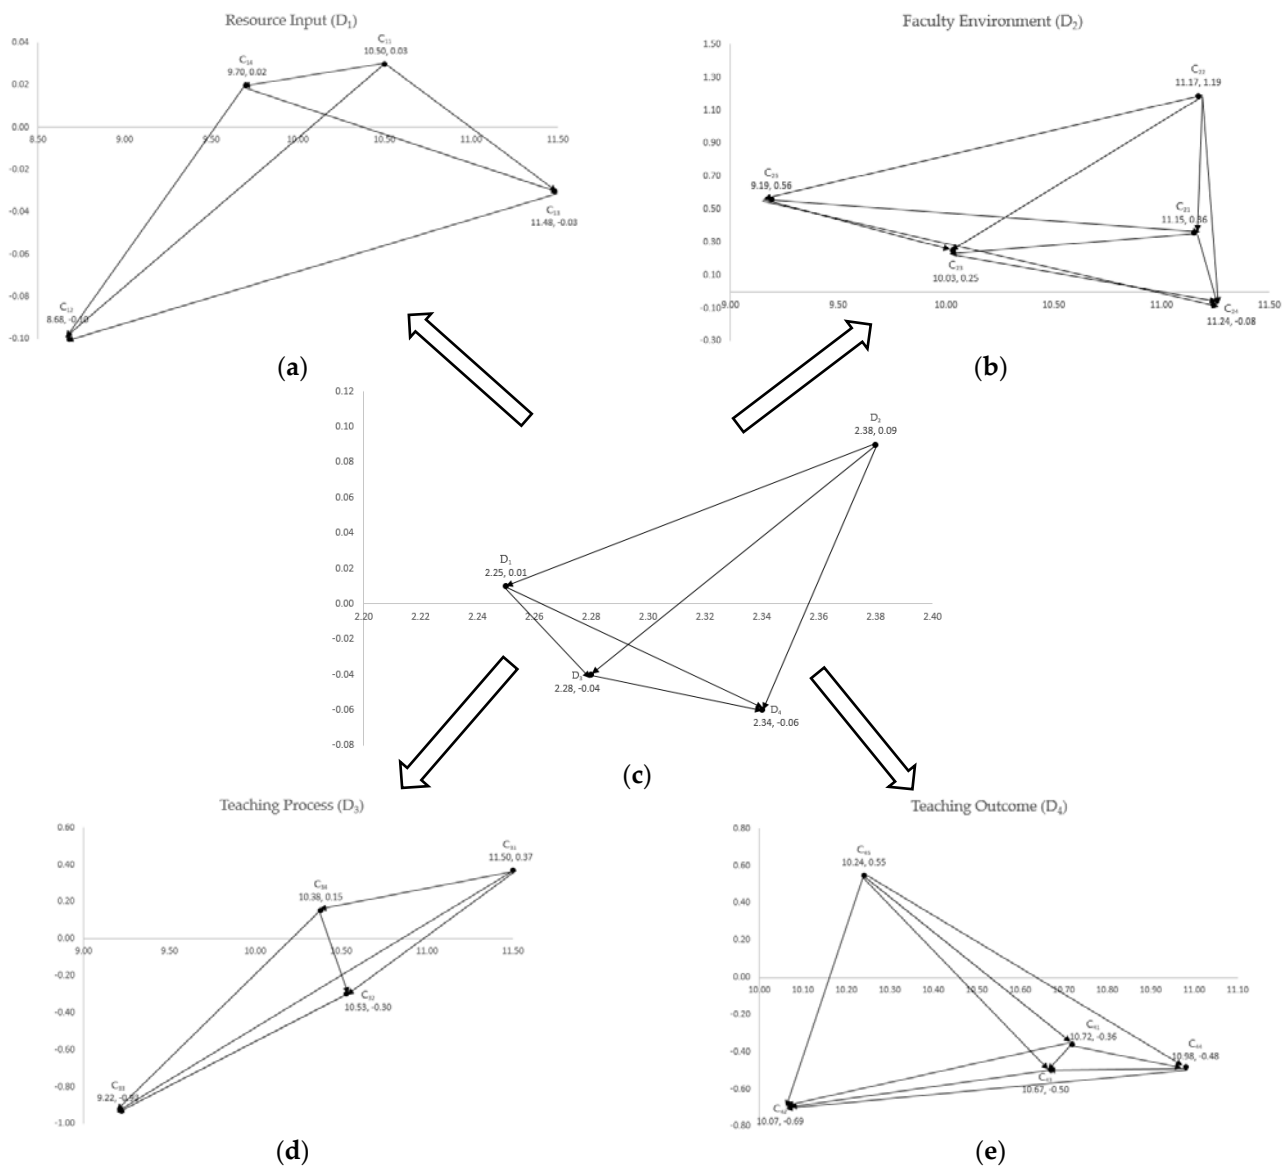 Resource Input (D₁)
0.04
0.02
0.00
-0.02
-0.04
-0.06
-0.08
-0.10
8.50 9.00 9.50 10.00 10.50 11.00 11.50
C₁₁
10.50, 0.03
C₁₄
9.70, 0.02
C₁₃
11.48, -0.03
C₁₂
8.68, -0.10
(a)
Faculty Environment (D₂)
1.50
1.30
1.10
0.90
0.70
0.50
0.30
0.10
-0.10
-0.30
9.00 9.50 10.00 10.50 11.00 11.50
C₂₂
11.17, 1.19
C₂₅
9.19, 0.56
C₂₁
11.15, 0.36
C₂₃
10.03, 0.25
C₂₄
11.24, -0.08
(b)
0.12
0.10
0.08
0.06
0.04
0.02
0.00
-0.02
-0.04
-0.06
-0.08
2.20 2.22 2.24 2.26 2.28 2.30 2.32 2.34 2.36 2.38 2.40
D₂
2.38, 0.09
D₁
2.25, 0.01
D₃
2.28, -0.04
D₄
2.34, -0.06
(c)
Teaching Process (D₃)
0.60
0.40
0.20
0.00
-0.20
-0.40
-0.60
-0.80
-1.00
9.00 9.50 10.00 10.50 11.00 11.50
C₃₁
11.50, 0.37
C₃₄
10.38, 0.15
C₃₂
10.53, -0.30
C₃₃
9.22, -0.92
(d)
Teaching Outcome (D₄)
0.80
0.60
0.40
0.20
0.00
-0.20
-0.40
-0.60
-0.80
10.00 10.10 10.20 10.30 10.40 10.50 10.60 10.70 10.80 10.90 11.00 11.10
C₄₅
10.24, 0.55
C₄₁
10.72, -0.36
C₄₄
10.98, -0.48
C₄₃
10.67, -0.50
C₄₂
10.07, -0.69
(e)